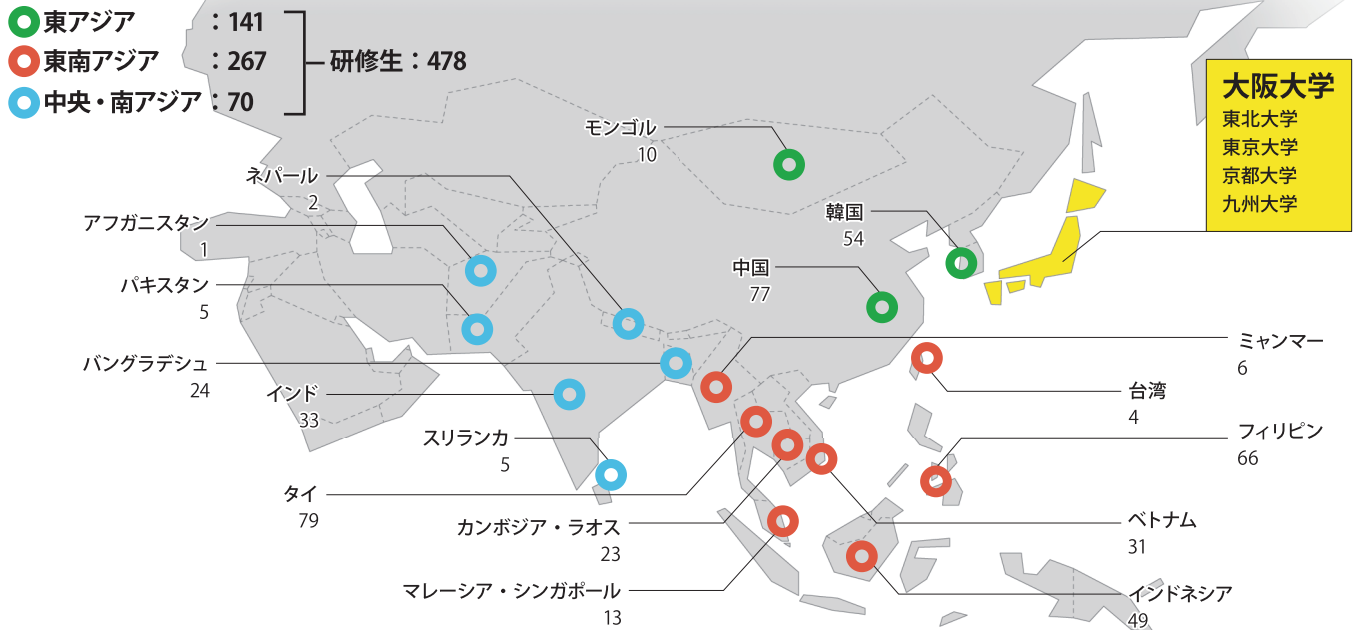 東アジア ：141
東南アジア ：267
中央・南アジア：70
研修生：478
大阪大学
東北大学
東京大学
京都大学
九州大学
モンゴル
10
ネパール
2
アフガニスタン
1
韓国
54
中国
77
パキスタン
5
バングラデシュ
24
インド
33
スリランカ
5
タイ
79
カンボジア・ラオス
23
マレーシア・シンガポール
13
ミャンマー
6
台湾
4
フィリピン
66
ベトナム
31
インドネシア
49